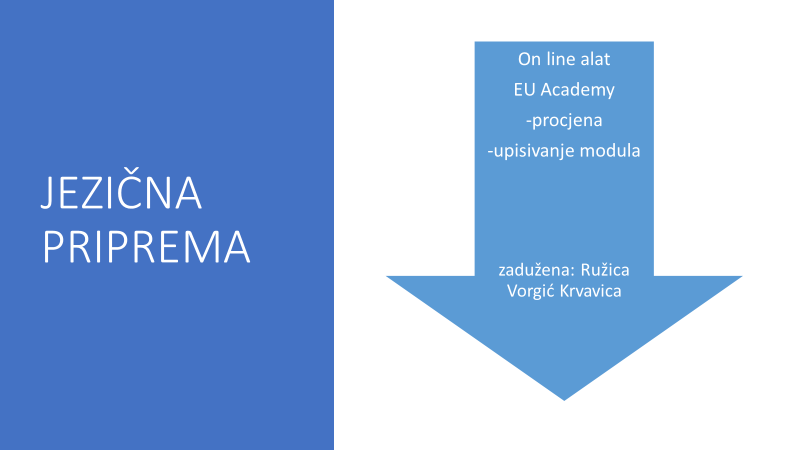 JEZIČNA
PRIPREMA
On line alat
EU Academy
-procjena
-upisivanje modula
zadužena: Ružica
Vorgić Krvavica